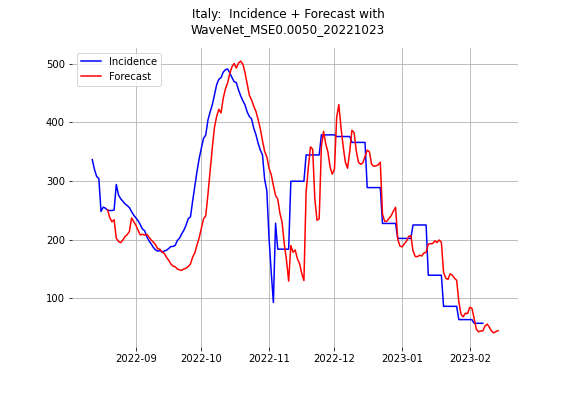 Italy:  Incidence + Forecast with
WaveNet_MSE0.0050_20221023
Incidence
Forecast
500
400
300
200
100
2022-09
2022-10
2022-11
2022-12
2023-01
2023-02